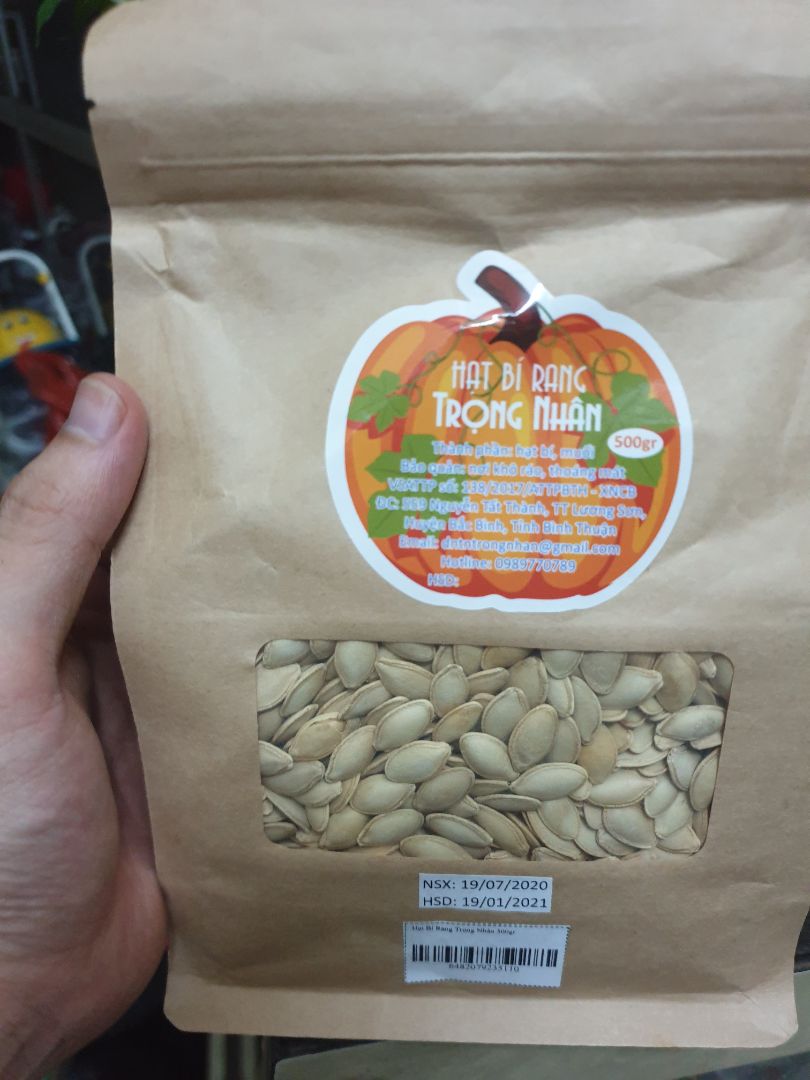 HẠT BÍ RANG
TRỌNG NHÂN
500gr
Thành phần: hạt bí, muối
Bảo quản: nơi khô ráo, thoáng mát
VSATTP số: 138/2017/ATTPBTH - XNCB
ĐC: 559 Nguyễn Tất Thành, TT Lương Sơn,
Huyện Bắc Bình, Tỉnh Bình Thuận
Email: dntntrongnhan@gmail.com
Hotline: 0989770789
HSD:
NSX: 19/07/2020
HSD: 19/01/2021
Hạt Bí Rang Trọng Nhân 500gr